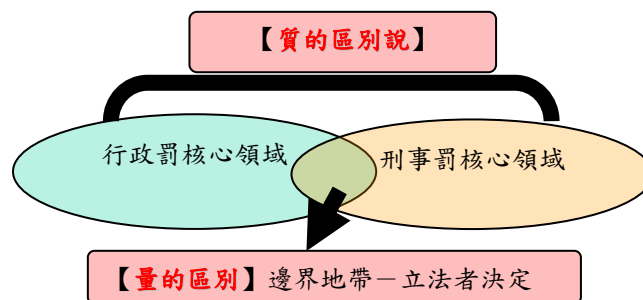 【質的區別說】
行政罰核心領域
刑事罰核心領域
【量的區別】邊界地帶－立法者決定